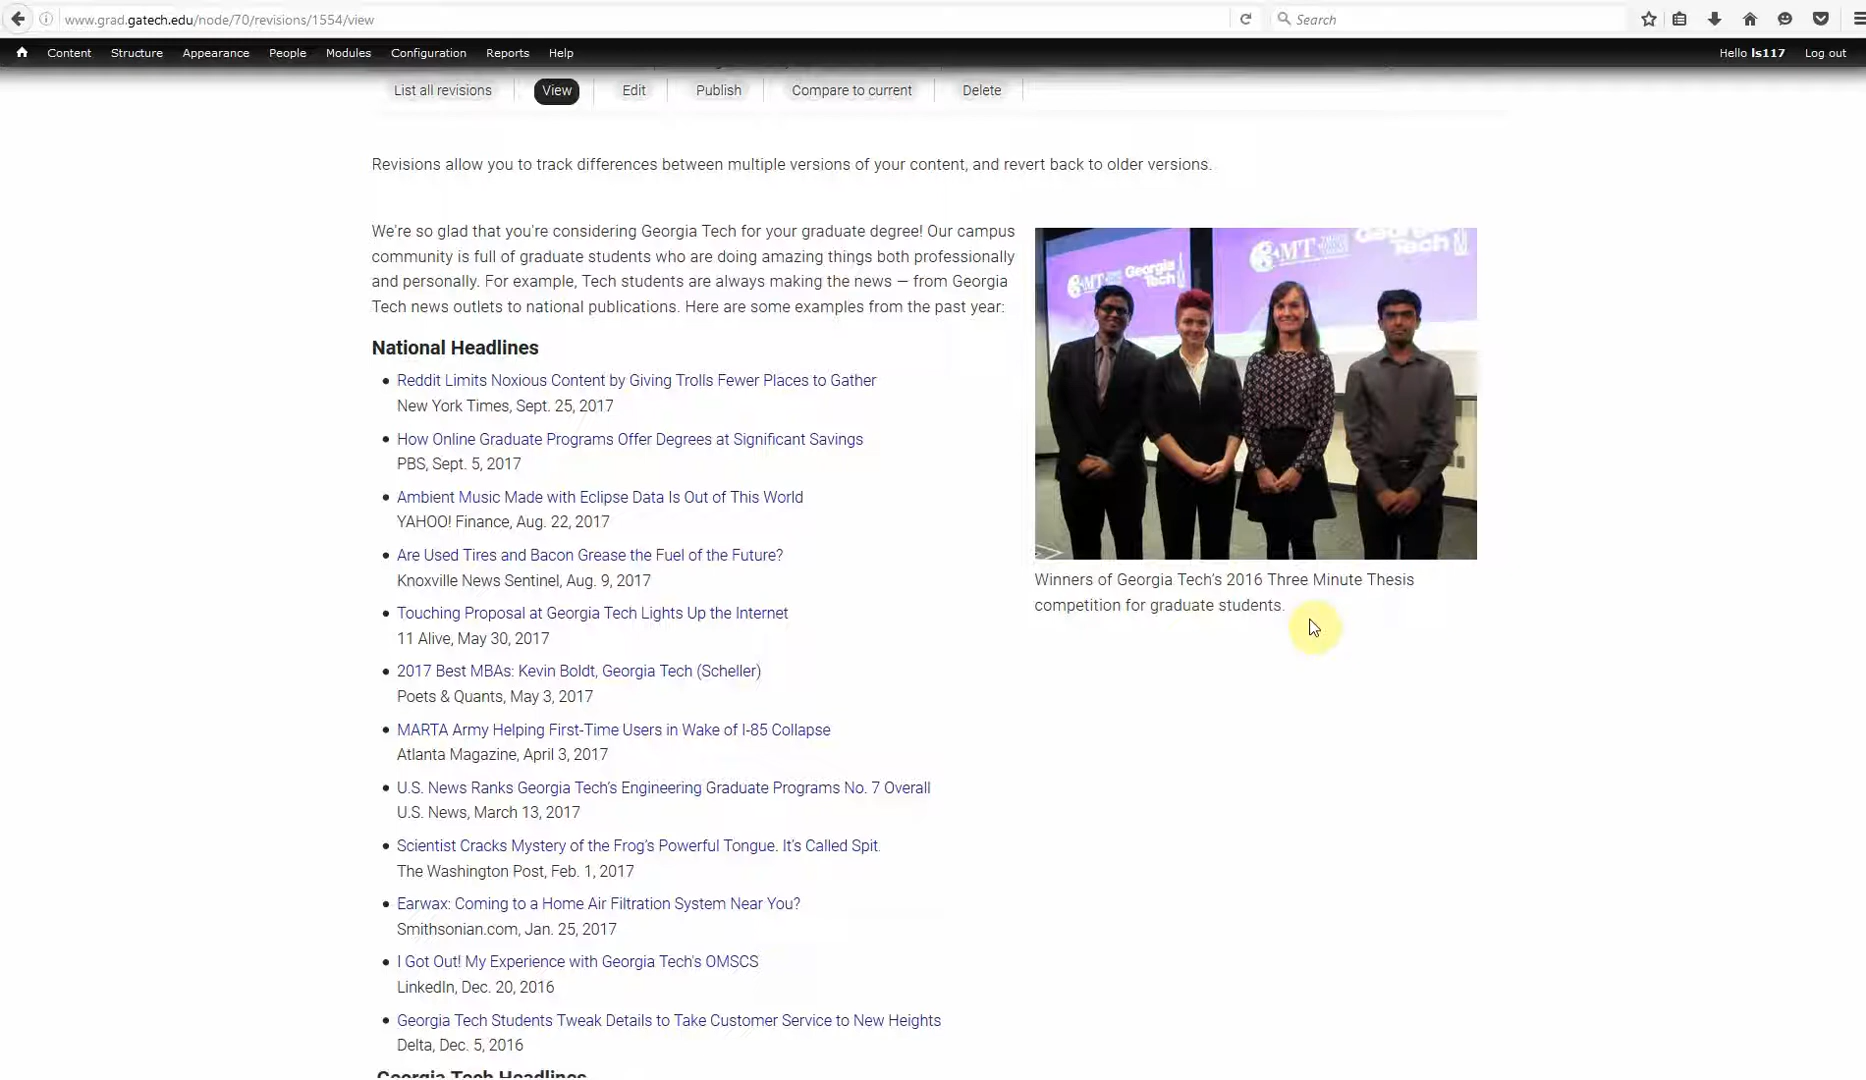 www.grad.gatech.edu/node/70/revisions/1554/view
Search
Content Structure Appearance People Modules Configuration Reports Help
Hello ls117 Log out
List all revisions View Edit Publish Compare to current Delete
Revisions allow you to track differences between multiple versions of your content, and revert back to older versions.
We're so glad that you're considering Georgia Tech for your graduate degree! Our campus
community is full of graduate students who are doing amazing things both professionally
and personally. For example, Tech students are always making the news — from Georgia
Tech news outlets to national publications. Here are some examples from the past year:
National Headlines
Reddit Limits Noxious Content by Giving Trolls Fewer Places to Gather
New York Times, Sept. 25, 2017
How Online Graduate Programs Offer Degrees at Significant Savings
PBS, Sept. 5, 2017
Ambient Music Made with Eclipse Data Is Out of This World
YAHOO! Finance, Aug. 22, 2017
Are Used Tires and Bacon Grease the Fuel of the Future?
Knoxville News Sentinel, Aug. 9, 2017
Touching Proposal at Georgia Tech Lights Up the Internet
11 Alive, May 30, 2017
2017 Best MBAs: Kevin Boldt, Georgia Tech (Scheller)
Poets & Quants, May 3, 2017
MARTA Army Helping First-Time Users in Wake of I-85 Collapse
Atlanta Magazine, April 3, 2017
U.S. News Ranks Georgia Tech's Engineering Graduate Programs No. 7 Overall
U.S. News, March 13, 2017
Scientist Cracks Mystery of the Frog's Powerful Tongue. It's Called Spit.
The Washington Post, Feb. 1, 2017
Earwax: Coming to a Home Air Filtration System Near You?
Smithsonian.com, Jan. 25, 2017
I Got Out! My Experience with Georgia Tech's OMSCS
LinkedIn, Dec. 20, 2016
Georgia Tech Students Tweak Details to Take Customer Service to New Heights
Delta, Dec. 5, 2016
Georgia Tech Headlines
MT Georgia Tech
MT Georgia Tech
Winners of Georgia Tech's 2016 Three Minute Thesis
competition for graduate students.